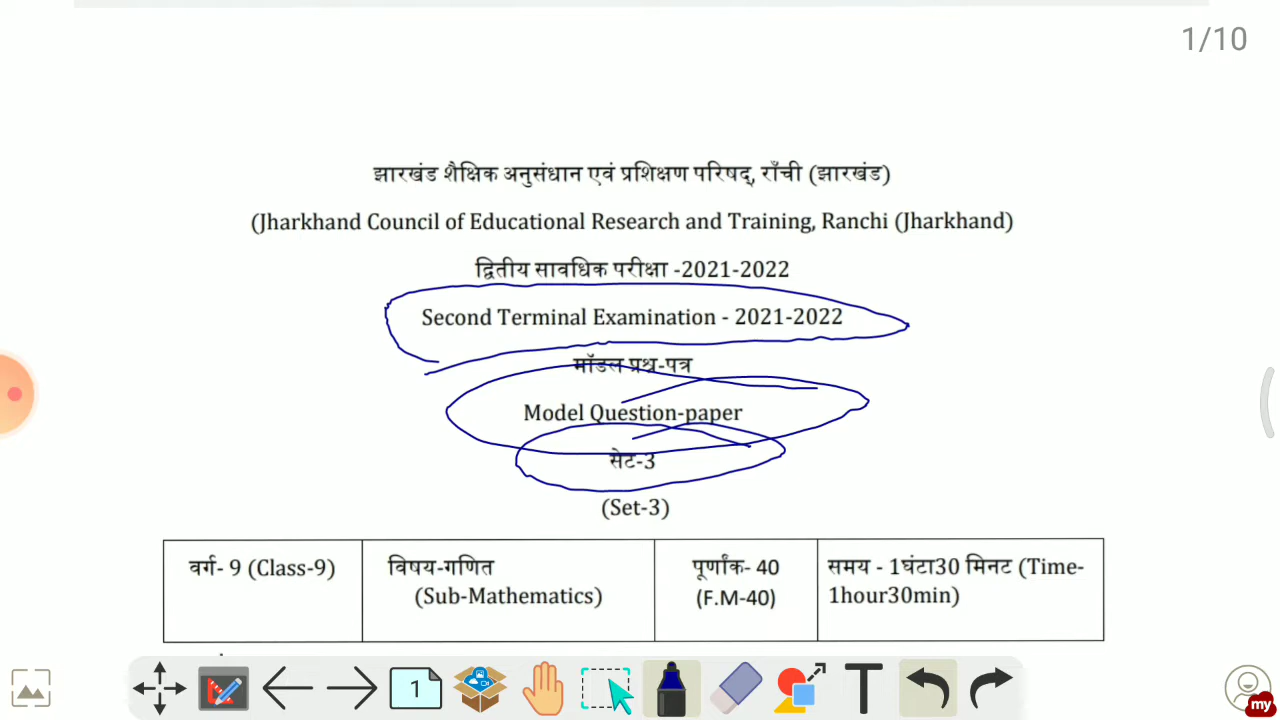 1/10
झारखंड शैक्षिक अनुसंधान एवं प्रशिक्षण परिषद्, राँची (झारखंड)
(Jharkhand Council of Educational Research and Training, Ranchi (Jharkhand)
द्वितीय सावधिक परीक्षा -2021-2022
Second Terminal Examination - 2021-2022
मॉडल प्रश्न-पत्र
Model Question-paper
सेट-3
(Set-3)
वर्ग- 9 (Class-9)
विषय-गणित
(Sub-Mathematics)
पूर्णांक- 40
(F.M-40)
समय - 1घंटा30 मिनट (Time-
1hour30min)
1
T
my